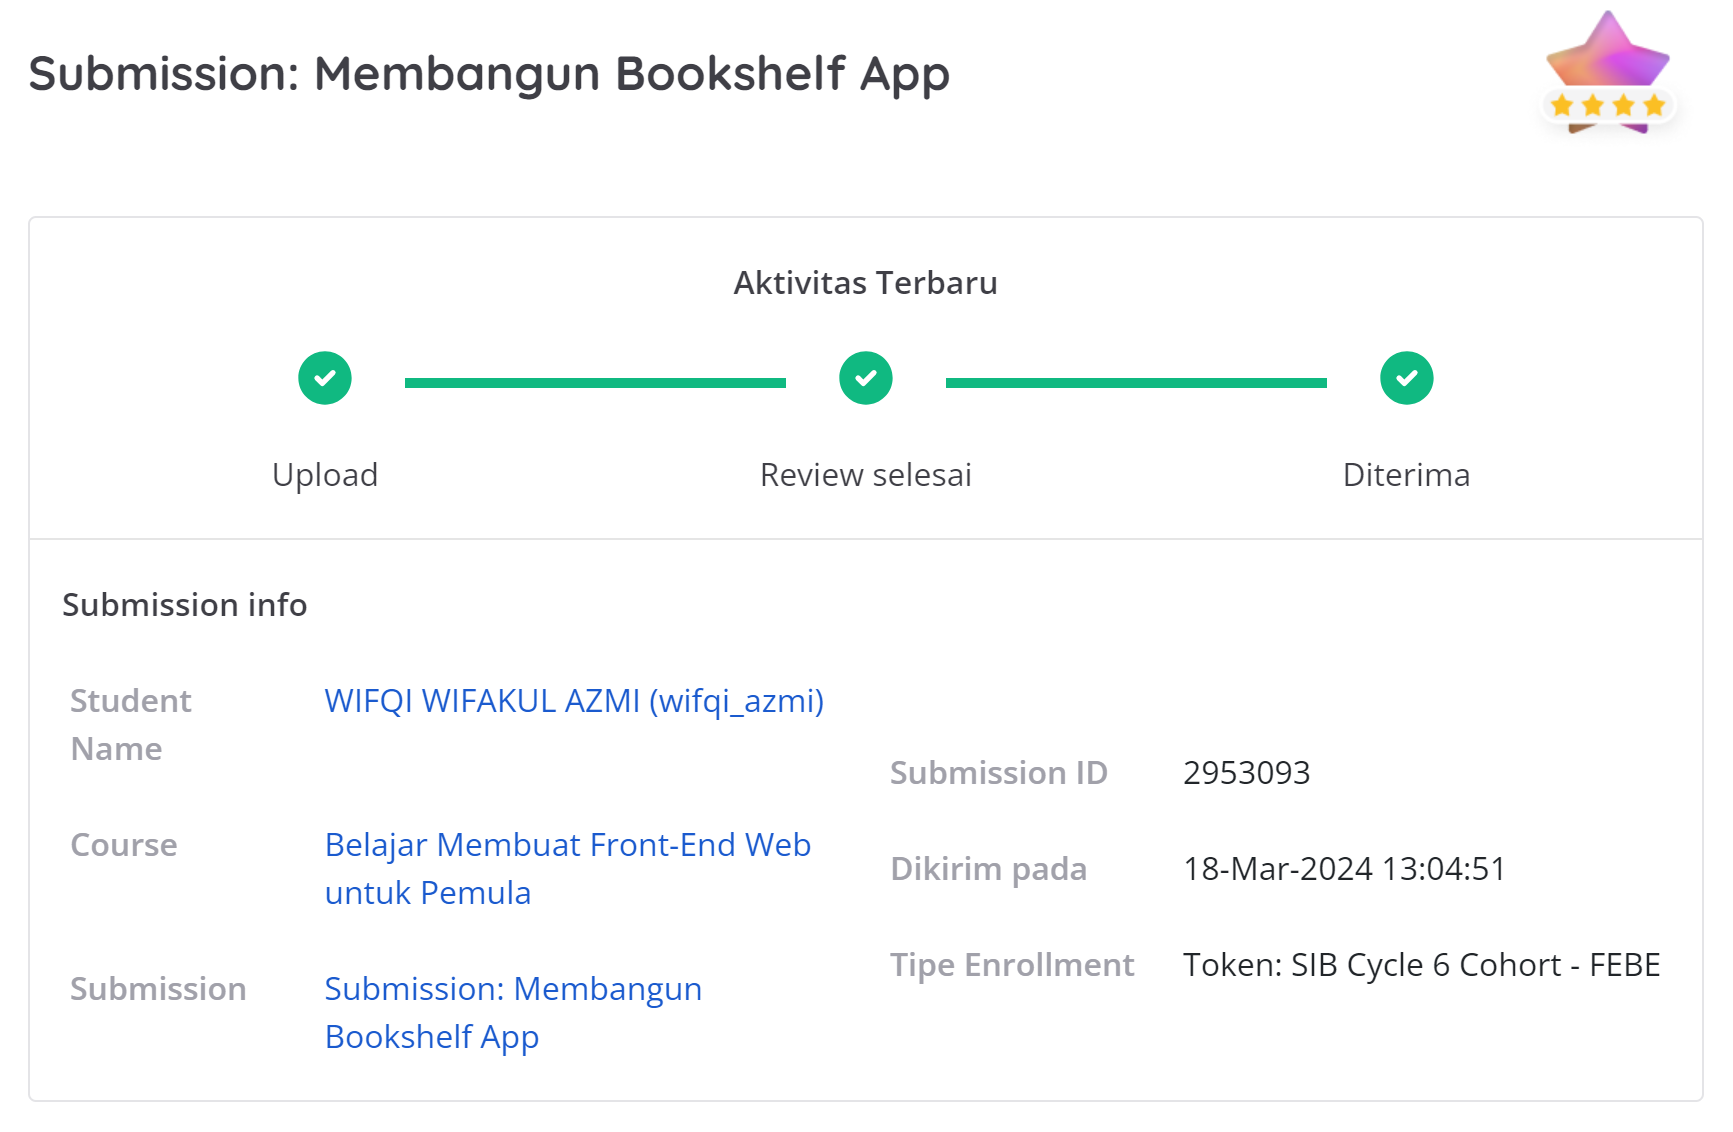 Submission: Membangun Bookshelf App
Aktivitas Terbaru
Upload
Review selesai
Diterima
Submission info
Student
Name
WIFQI WIFAKUL AZMI (wifqi_azmi)
Course
Belajar Membuat Front-End Web
untuk Pemula
Submission
Submission: Membangun
Bookshelf App
Submission ID
2953093
Dikirim pada
18-Mar-2024 13:04:51
Tipe Enrollment
Token: SIB Cycle 6 Cohort - FEBE